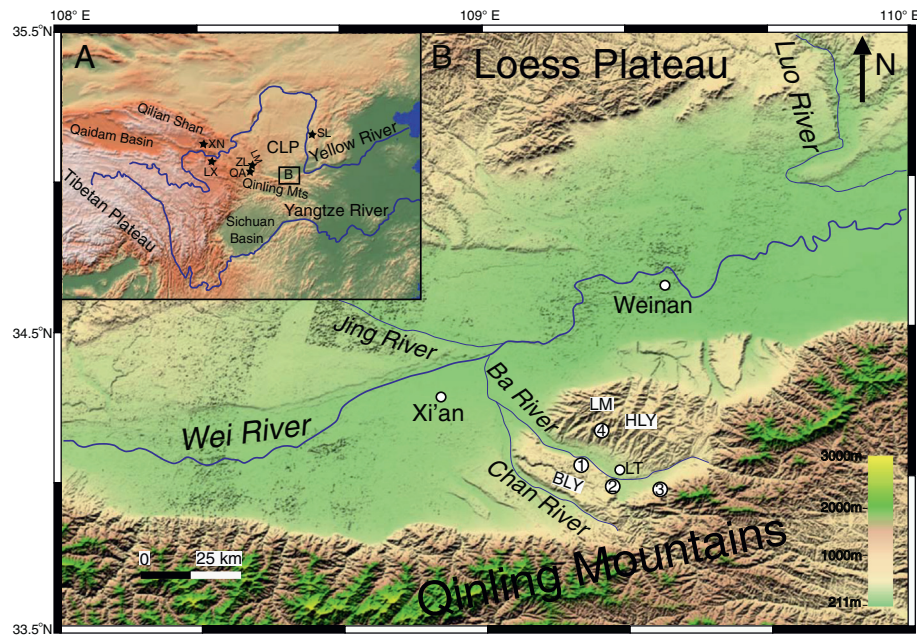 108° E
109° E
110° E
35.5°N
34.5°N
33.5°N
A
Qilian Shan
Qaidam Basin
XN
LX
ZL
LM
QA
CLP
SL
Yellow River
B
Qinling Mts
Tibetan Plateau
Sichuan
Basin
Yangtze River
B
Loess Plateau
Luo River
N
Weinan
Jing River
Ba River
Xi'an
Wei River
LM
HLY
4
1
LT
BLY
2
3
Chan River
Qinling Mountains
0
25 km
3000m
2000m
1000m
211m